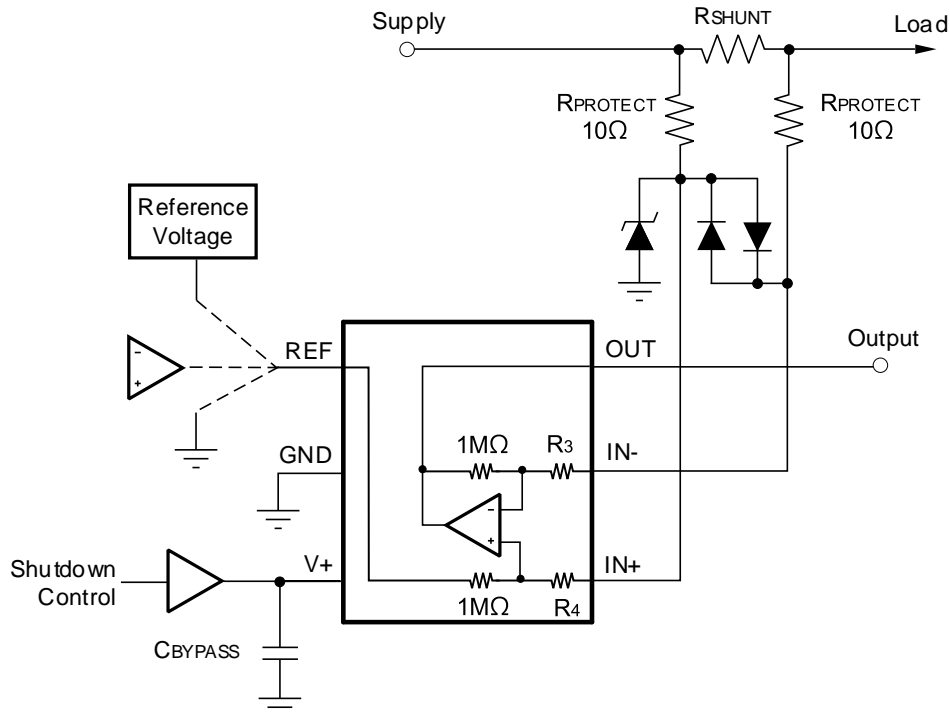 Supply
RSHUNT
Load
RPROTECT
10Ω
RPROTECT
10Ω
Reference
Voltage
REF
OUT
Output
-
+
GND
1MΩ
R3
IN-
-
+
V+
1MΩ
R4
IN+
Shutdown
Control
CBYPASS